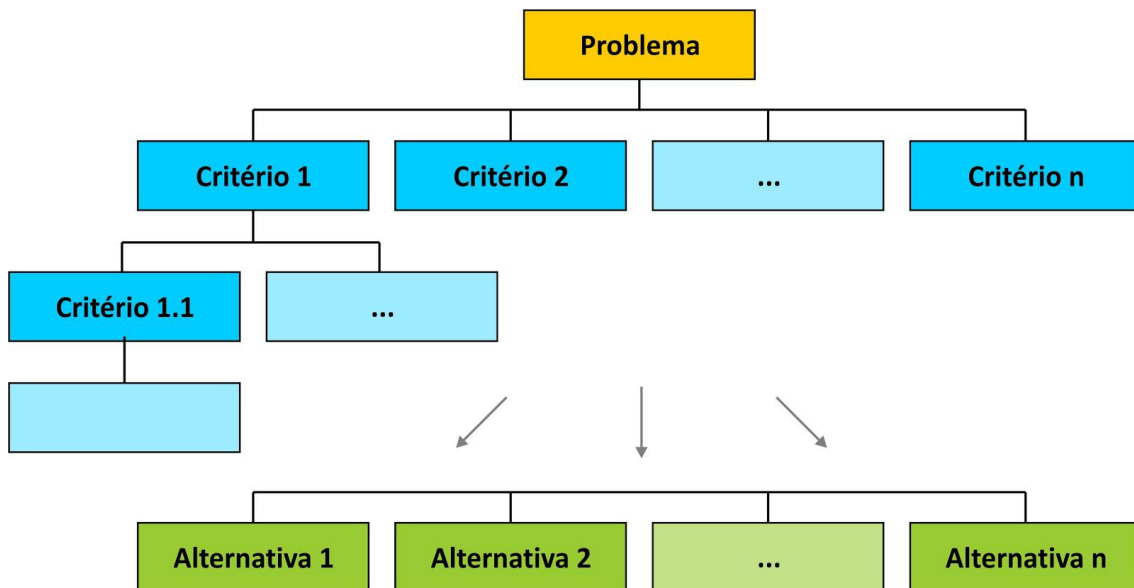 Problema
Critério 1
Critério 2
...
Critério n
Critério 1.1
...
Alternativa 1
Alternativa 2
...
Alternativa n